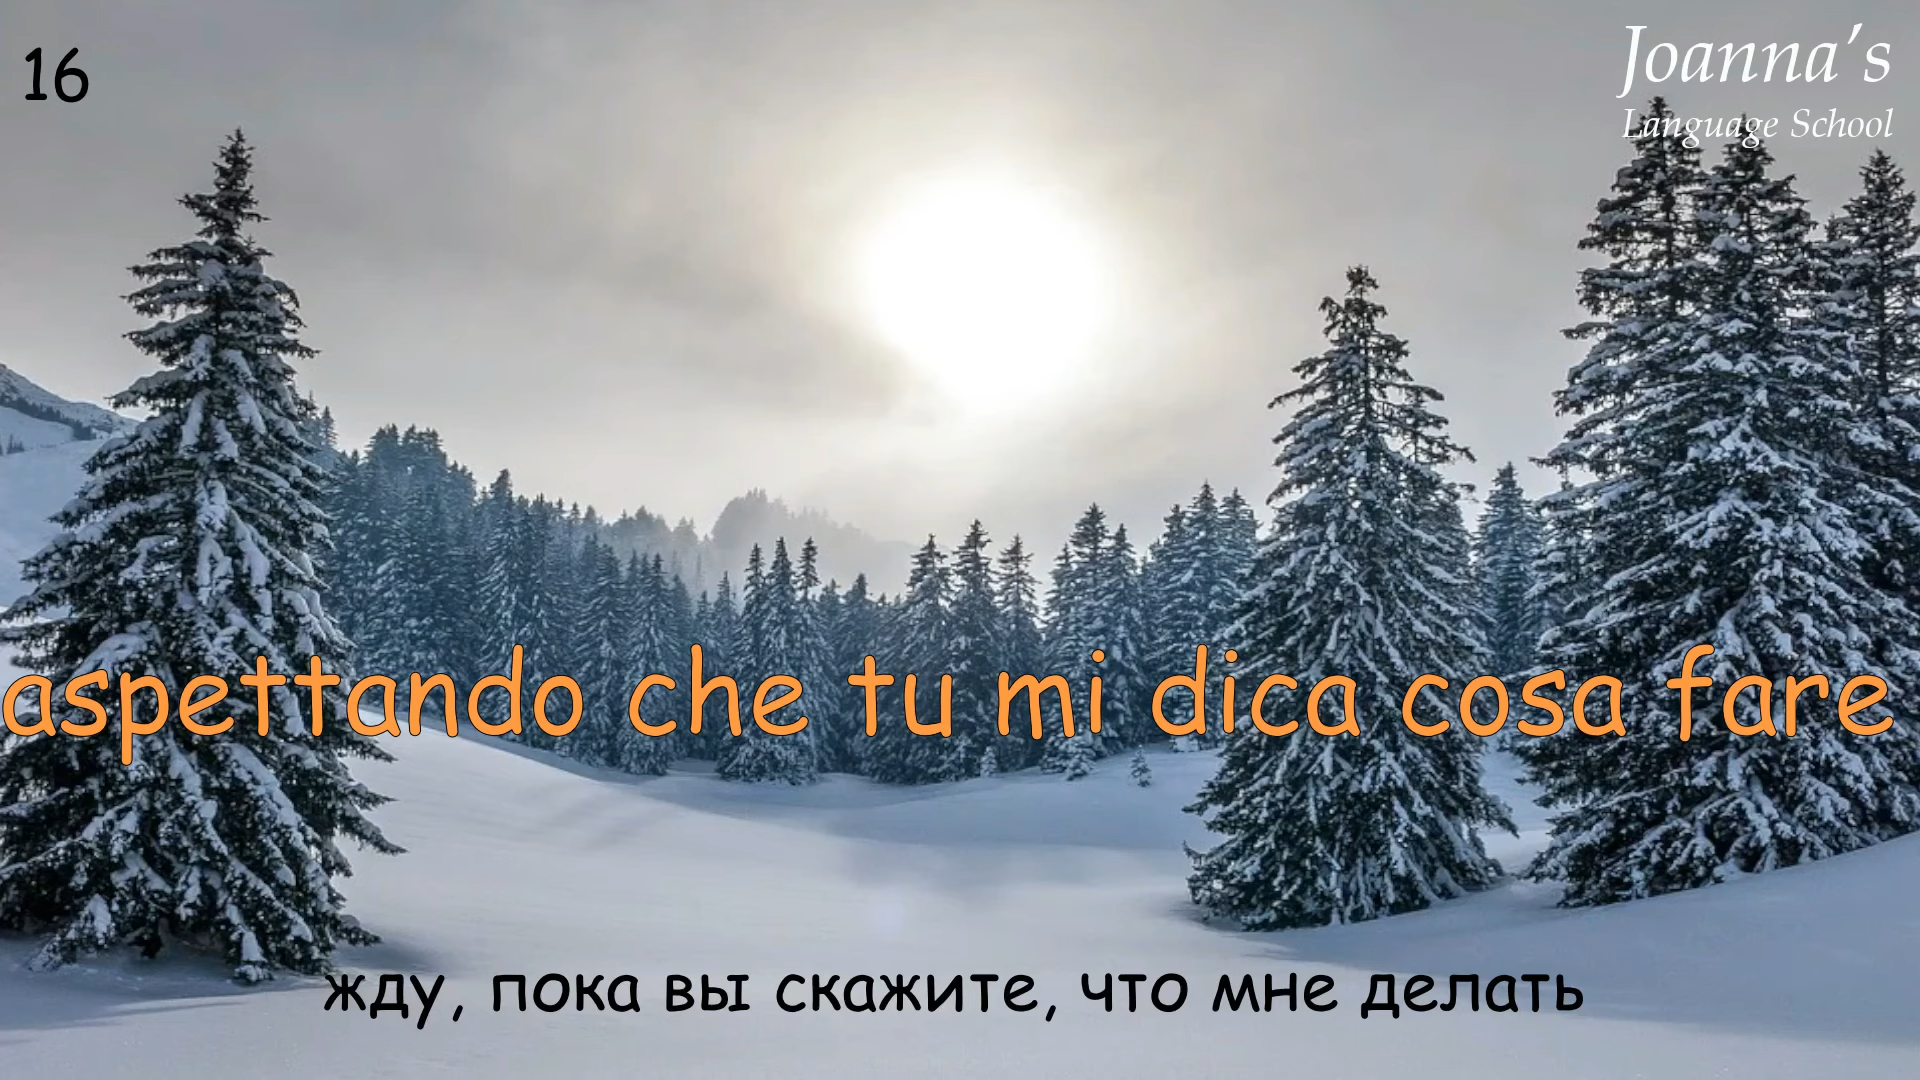 16
Joanna's
Language School
aspettando che tu mi dica cosa fare
жду, пока вы скажите, что мне делать